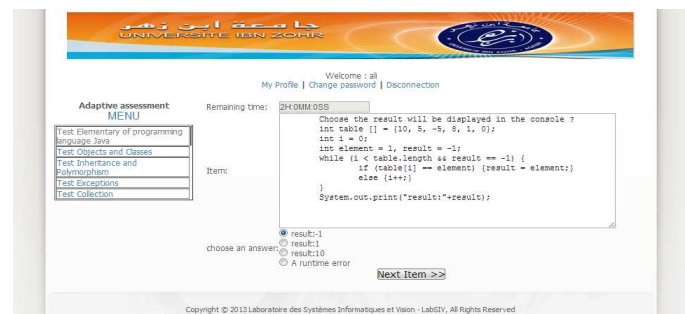 جامعة ابن زهر
UNIVERSITE IBN ZOHR
Welcome : ali
My Profile | Change password | Disconnection
Adaptive assessment
MENU
Test Elementary of programming language Java
Test Objects and Classes
Test Inheritance and Polymorphism
Test Exceptions
Test Collection
Remaining time: 2H:0MM:0SS
Item:
Choose the result will be displayed in the console ?
int table [] = {10, 5, -5, 8, 1, 0};
int i = 0;
int element = 1, result = -1;
while (i < table.length && result == -1) {
if (table[i] == element) {result = element;}
else {i++;}
}
System.out.print("result:"+result);
choose an answer:
result:-1
result:1
result:10
A runtime error
Next Item >>
Copyright © 2013 Laboratoire des Systèmes Informatiques et Vision - LabSIV, All Rights Reserved